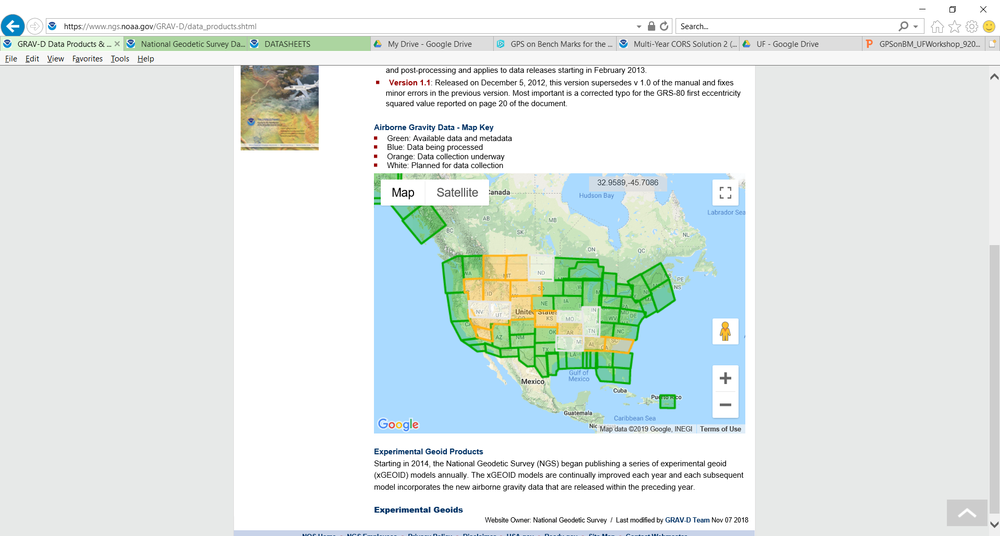 https://www.ngs.noaa.gov/GRAV-D/data_products.shtml
Search...
GRAV-D Data Products & ...
National Geodetic Survey Da...
DATASHEETS
My Drive - Google Drive
GPS on Bench Marks for the ...
Multi-Year CORS Solution 2 (...
UF - Google Drive
GPSonBM_UFWorkshop_920...
File Edit View Favorites Tools Help
and post-processing and applies to data releases starting in February 2013.
Version 1.1: Released on December 5, 2012, this version supersedes v 1.0 of the manual and fixes
minor errors in the previous version. Most important is a corrected typo for the GRS-80 first eccentricity
squared value reported on page 20 of the document.
Airborne Gravity Data - Map Key
Green: Available data and metadata
Blue: Data being processed
Orange: Data collection underway
White: Planned for data collection
Map Satellite
32.9589,-45.7086
Canada
Hudson Bay
Labrador Sea
AB
MB
BC
SK
NL
ON
QC
WA
MT
ND
PE
NS
ID
NE
IA
IN
PA
MA
MD
DE
NV
UT
United States
CO
KS
MO
WV
CA
AZ
NM
OK
AR
TN
NC
SC
AL
GA
TX
LA
Gulf of
Mexico
Mexico
Cuba
Puerto Rico
Guatemala
Caribbean Sea
Google
Map data ©2019 Google, INEGI
Terms of Use
Experimental Geoid Products
Starting in 2014, the National Geodetic Survey (NGS) began publishing a series of experimental geoid
(xGEOID) models annually. The xGEOID models are continually improved each year and each subsequent
model incorporates the new airborne gravity data that are released within the preceding year.
Experimental Geoids
Website Owner: National Geodetic Survey / Last modified by GRAV-D Team Nov 07 2018